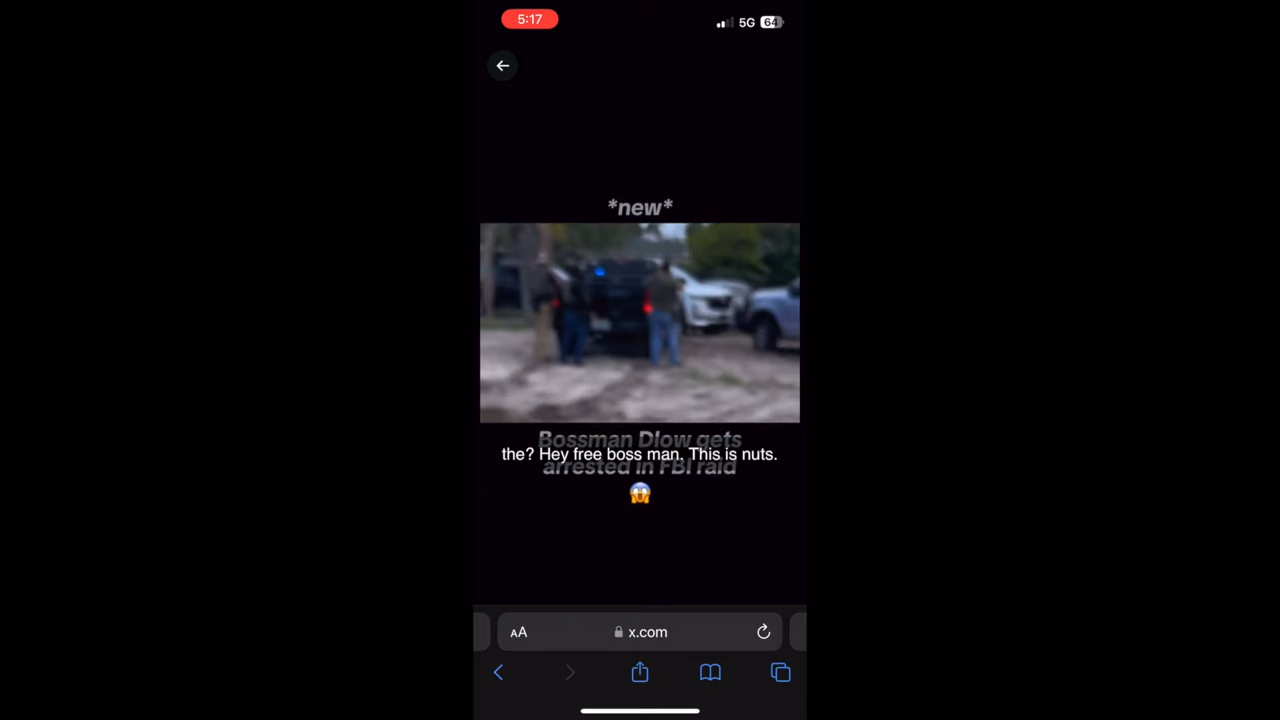 5:17
5G 64
*new*
Bossman Dlow gets
the? Hey free boss man. This is nuts.
arrested in FBI raid
😱
AA x.com